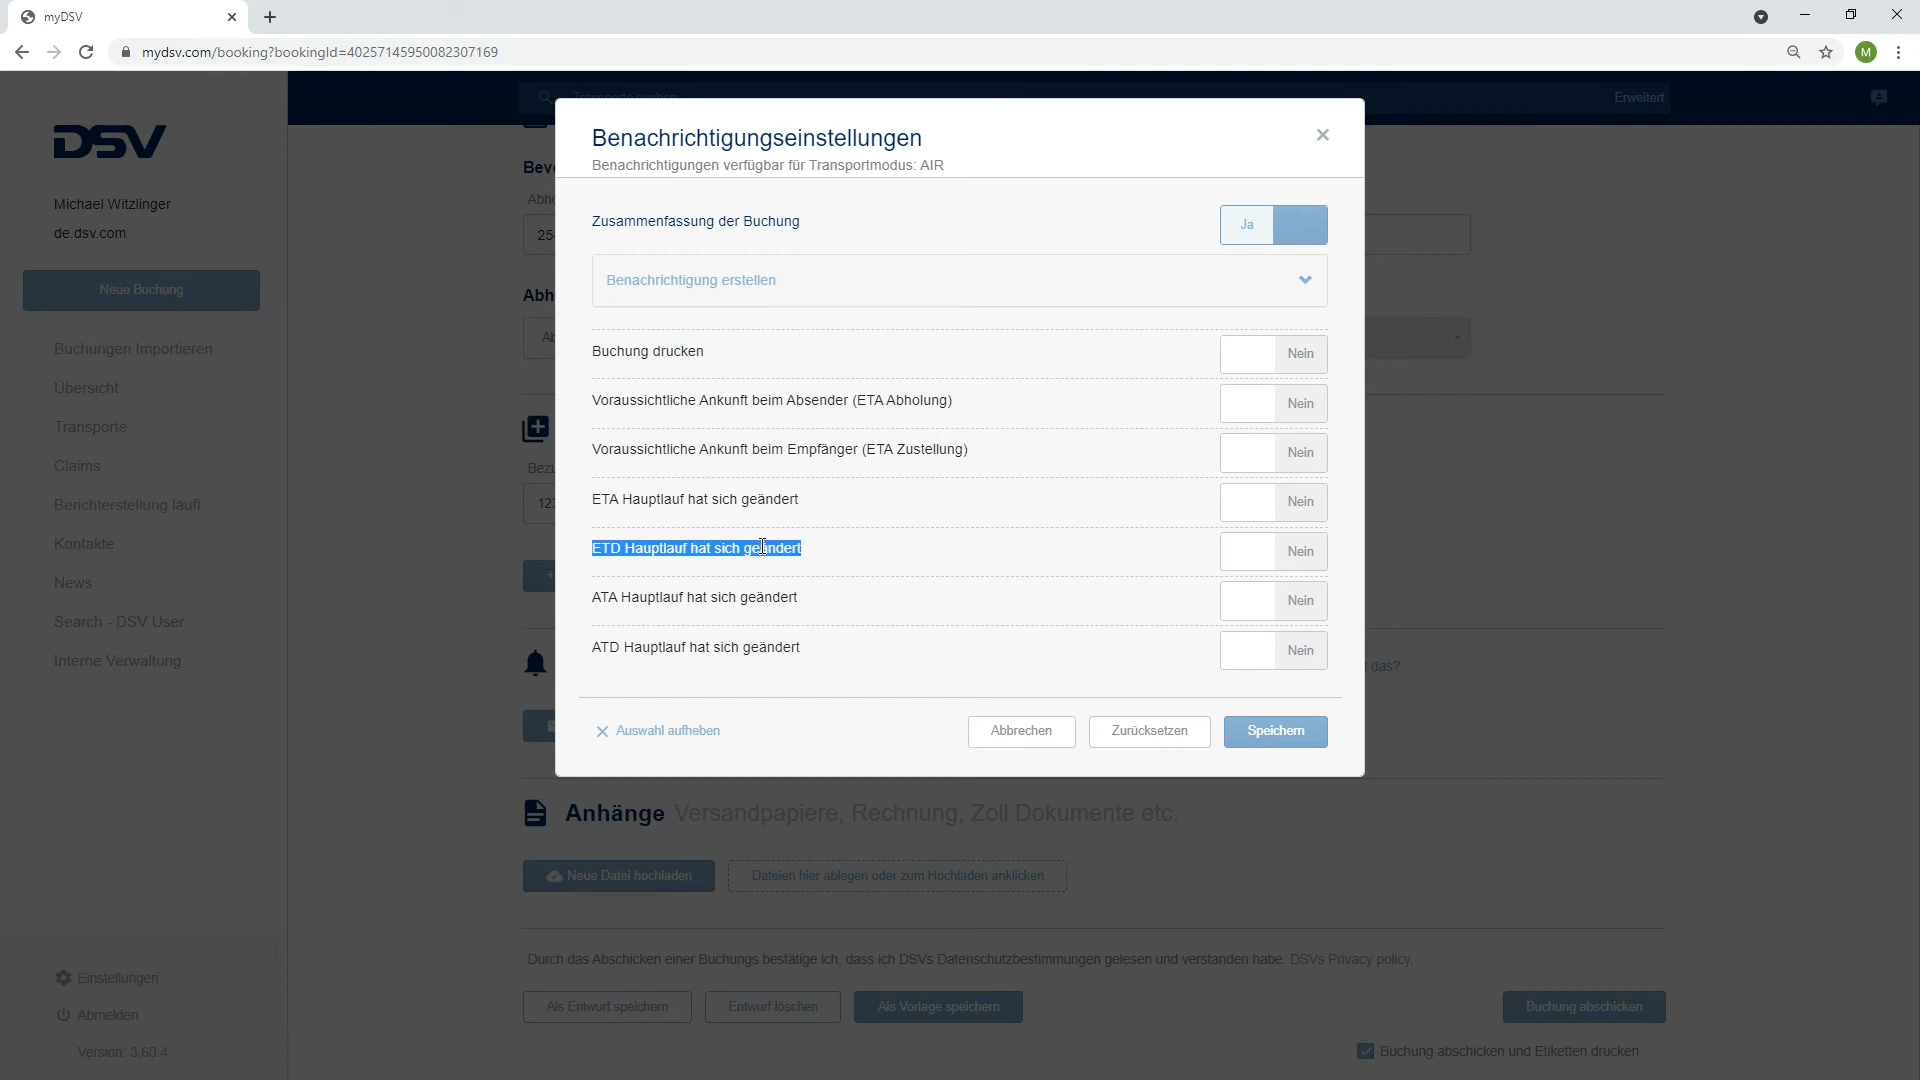 myDSV
mydsv.com/booking?bookingId=40257145950082307169
M
Transporte suchen
Erweitert
DSV
Michael Witzlinger
de.dsv.com
Neue Buchung
Buchungen Importieren
Übersicht
Transporte
Claims
Berichterstellung läuft
Kontakte
News
Search - DSV User
Interne Verwaltung
Einstellungen
Abmelden
Version: 3.60.4
Benachrichtigungseinstellungen
Benachrichtigungen verfügbar für Transportmodus: AIR
Zusammenfassung der Buchung
Ja
Benachrichtigung erstellen
Buchung drucken
Nein
Voraussichtliche Ankunft beim Absender (ETA Abholung)
Nein
Voraussichtliche Ankunft beim Empfänger (ETA Zustellung)
Nein
ETA Hauptlauf hat sich geändert
Nein
ETD Hauptlauf hat sich geändert
Nein
ATA Hauptlauf hat sich geändert
Nein
ATD Hauptlauf hat sich geändert
Nein
Auswahl aufheben
Abbrechen
Zurücksetzen
Speichern
das?
Anhänge Versandpapiere, Rechnung, Zoll Dokumente etc.
Neue Datei hochladen
Dateien hier ablegen oder zum Hochladen anklicken
Durch das Abschicken einer Buchungs bestätige ich, dass ich DSVs Datenschutzbestimmungen gelesen und verstanden habe. DSVs Privacy policy.
Als Entwurf speichern
Entwurf löschen
Als Vorlage speichern
Buchung abschicken
Buchung abschicken und Etiketten drucken